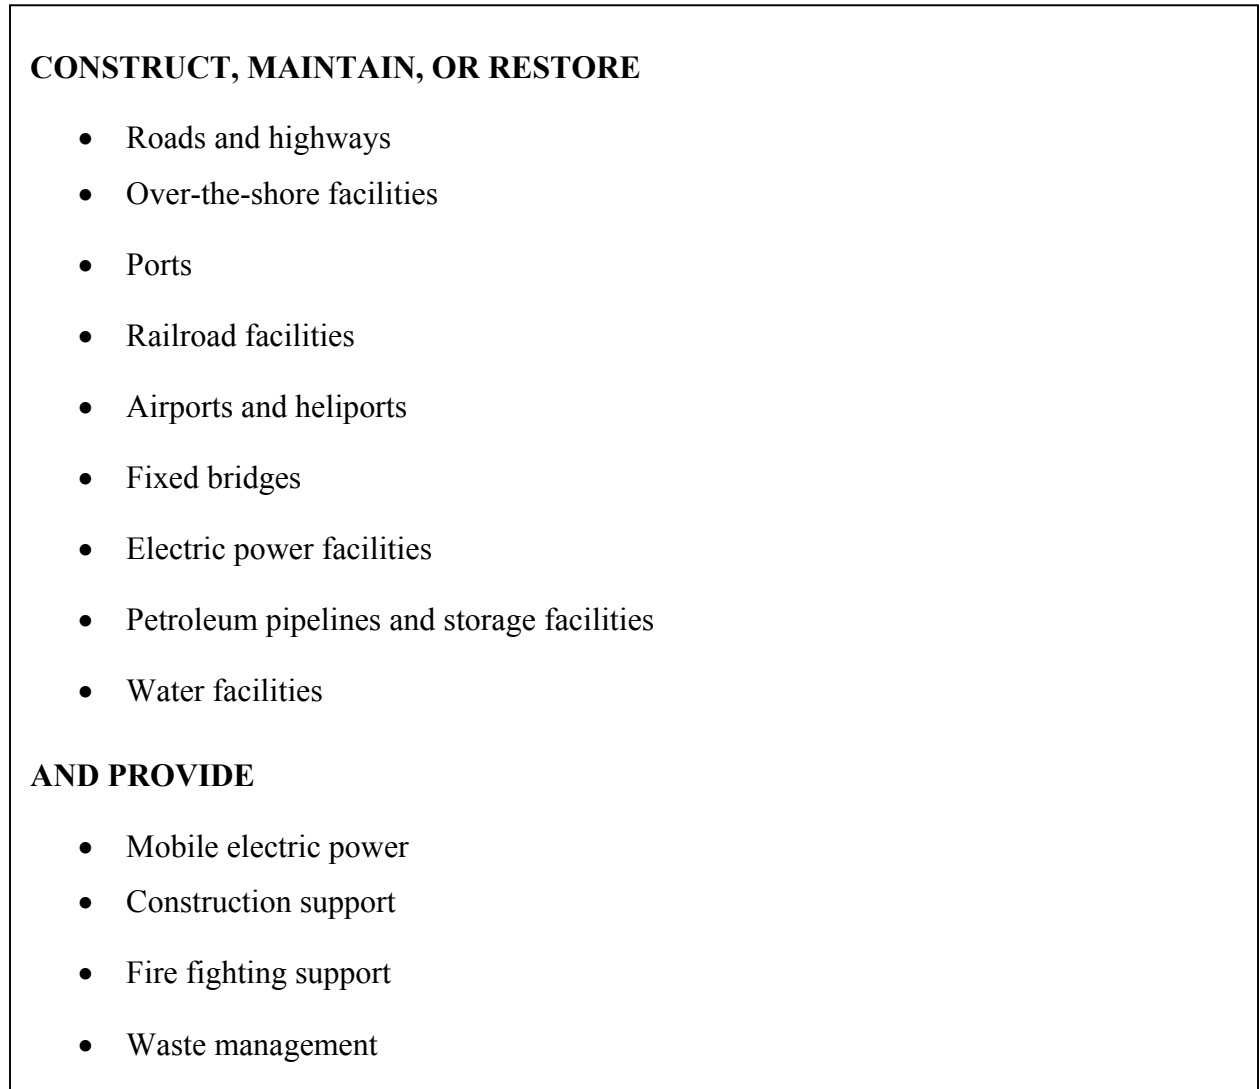 CONSTRUCT, MAINTAIN, OR RESTORE
• Roads and highways
• Over-the-shore facilities
• Ports
• Railroad facilities
• Airports and heliports
• Fixed bridges
• Electric power facilities
• Petroleum pipelines and storage facilities
• Water facilities
AND PROVIDE
• Mobile electric power
• Construction support
• Fire fighting support
• Waste management